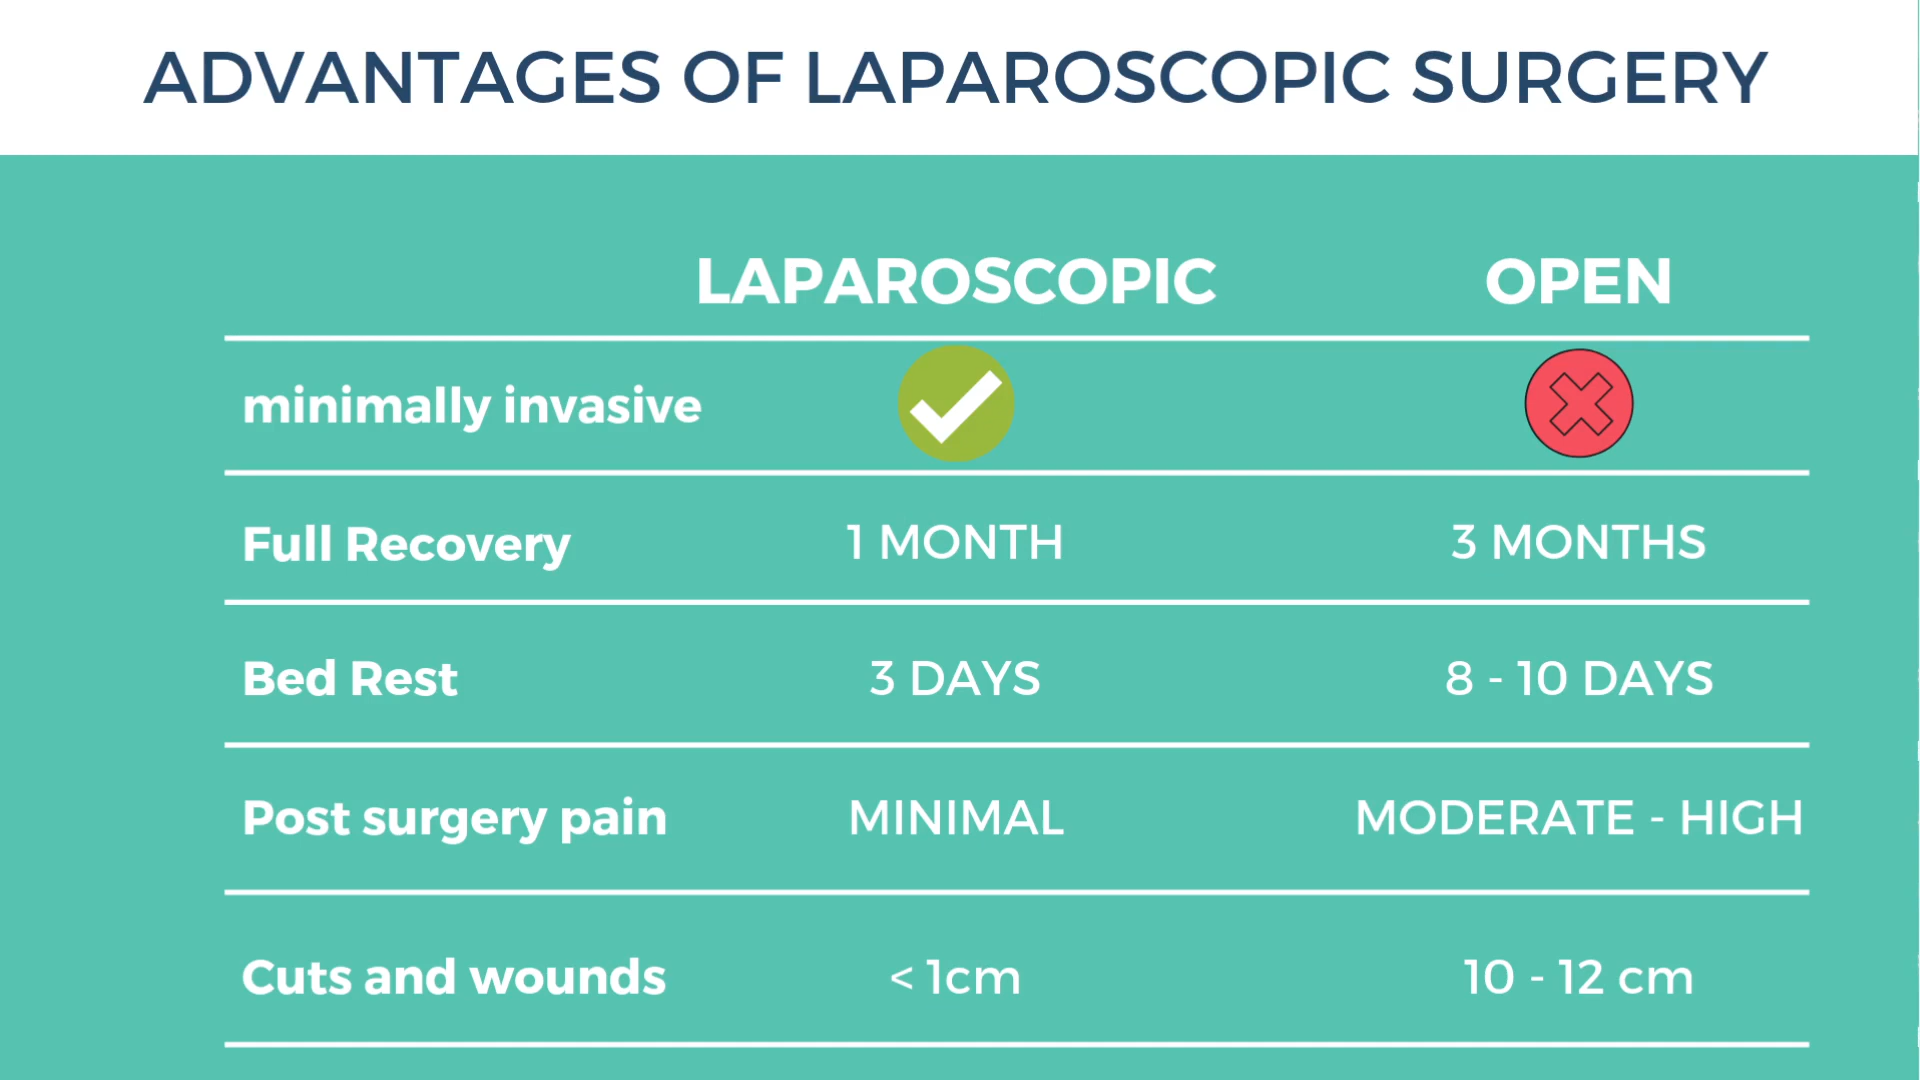 ADVANTAGES OF LAPAROSCOPIC SURGERY
LAPAROSCOPIC OPEN
minimally invasive
Full Recovery 1 MONTH 3 MONTHS
Bed Rest 3 DAYS 8 - 10 DAYS
Post surgery pain MINIMAL MODERATE - HIGH
Cuts and wounds < 1cm 10 - 12 cm